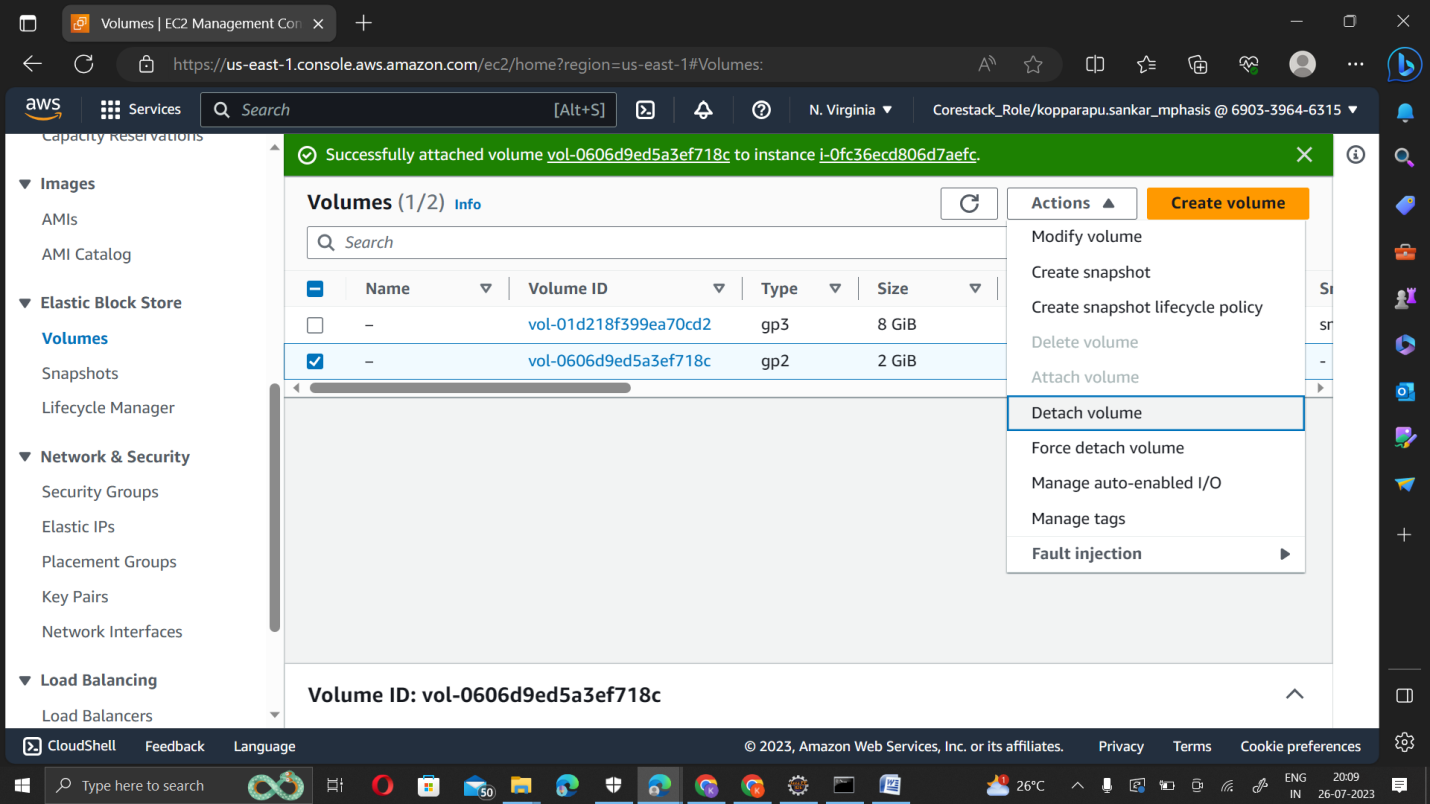 Volumes | EC2 Management Con
https://us-east-1.console.aws.amazon.com/ec2/home?region=us-east-1#Volumes:
aws
Services
Search
[Alt+S]
N. Virginia
Corestack_Role/kopparapu.sankar_mphasis @ 6903-3964-6315
Capacity Reservations
Images
AMIs
AMI Catalog
Elastic Block Store
Volumes
Snapshots
Lifecycle Manager
Network & Security
Security Groups
Elastic IPs
Placement Groups
Key Pairs
Network Interfaces
Load Balancing
Load Balancers
Successfully attached volume vol-0606d9ed5a3ef718c to instance i-0fc36ecd806d7aefc.
Volumes (1/2) Info
Actions
Create volume
Search
Name Volume ID Type Size Sn
– vol-01d218f399ea70cd2 gp3 8 GiB sn
– vol-0606d9ed5a3ef718c gp2 2 GiB -
Modify volume
Create snapshot
Create snapshot lifecycle policy
Delete volume
Attach volume
Detach volume
Force detach volume
Manage auto-enabled I/O
Manage tags
Fault injection
Volume ID: vol-0606d9ed5a3ef718c
CloudShell Feedback Language © 2023, Amazon Web Services, Inc. or its affiliates. Privacy Terms Cookie preferences
Type here to search
50
1
26°C
ENG
IN
20:09
26-07-2023